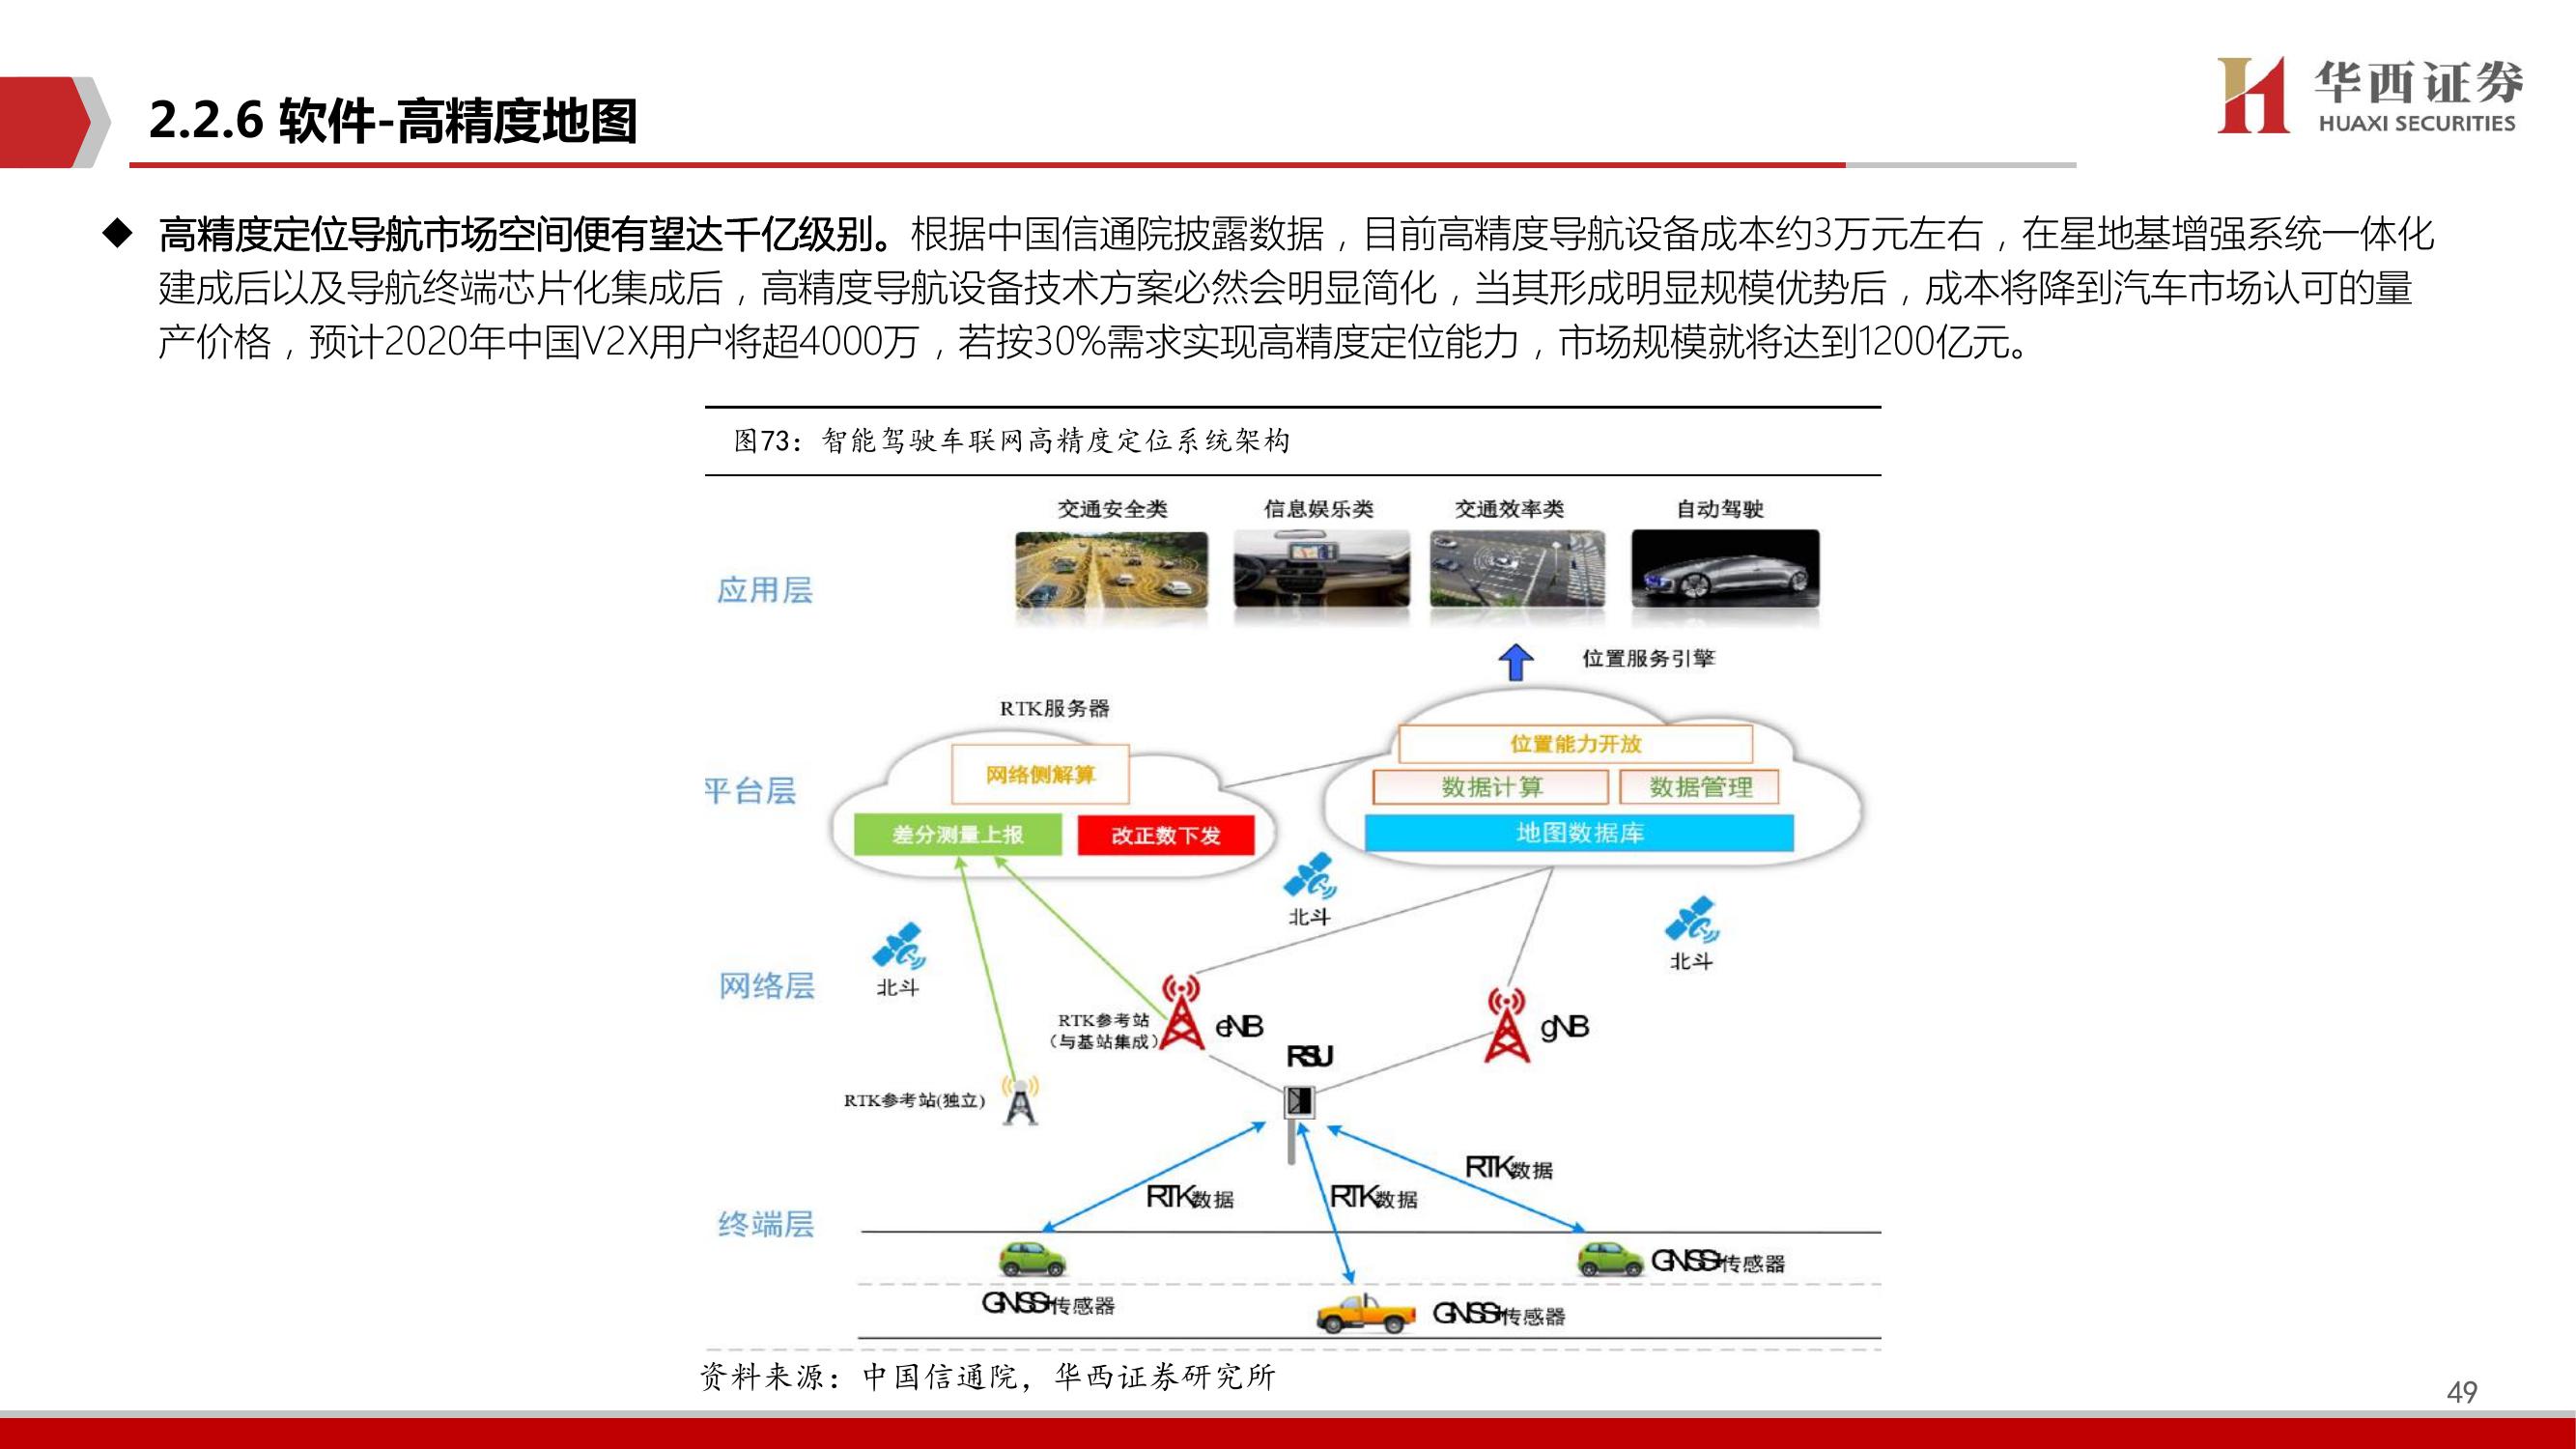 2.2.6 软件-高精度地图
华西证券
HUAXI SECURITIES
◆ 高精度定位导航市场空间便有望达千亿级别。根据中国信通院披露数据，目前高精度导航设备成本约3万元左右，在星地基增强系统一体化
建成后以及导航终端芯片化集成后，高精度导航设备技术方案必然会明显简化，当其形成明显规模优势后，成本将降到汽车市场认可的量
产价格，预计2020年中国V2X用户将超4000万，若按30%需求实现高精度定位能力，市场规模就将达到1200亿元。
图73：智能驾驶车联网高精度定位系统架构
交通安全类 信息娱乐类 交通效率类 自动驾驶
应用层
位置服务引擎
RTK服务器
位置能力开放
网络侧解算
数据计算 数据管理
平台层
差分测量上报 改正数下发
地图数据库
北斗
北斗
北斗
网络层
RTK参考站
（与基站集成）
eNB
gNB
RSU
RTK参考站(独立)
RTK数据
RTK数据
RTK数据
终端层
GNSS+传感器
GNSS+传感器
GNSS+传感器
资料来源：中国信通院，华西证券研究所
49